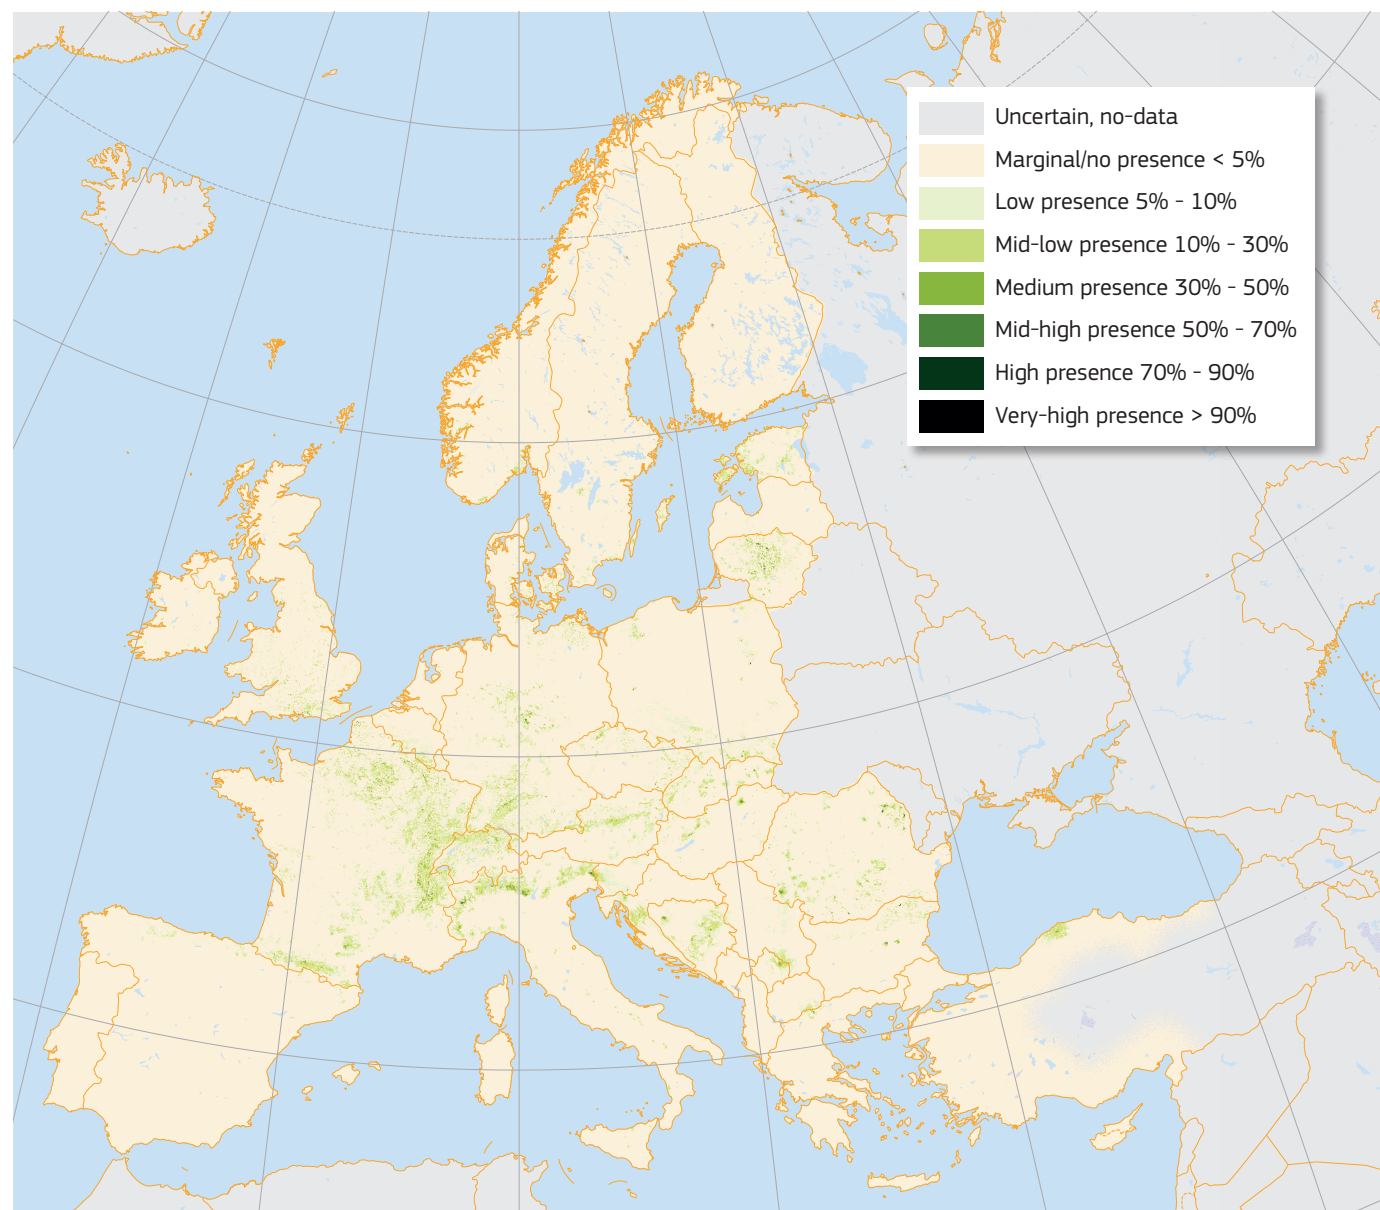 Uncertain, no-data
Marginal/no presence < 5%
Low presence 5% - 10%
Mid-low presence 10% - 30%
Medium presence 30% - 50%
Mid-high presence 50% - 70%
High presence 70% - 90%
Very-high presence > 90%